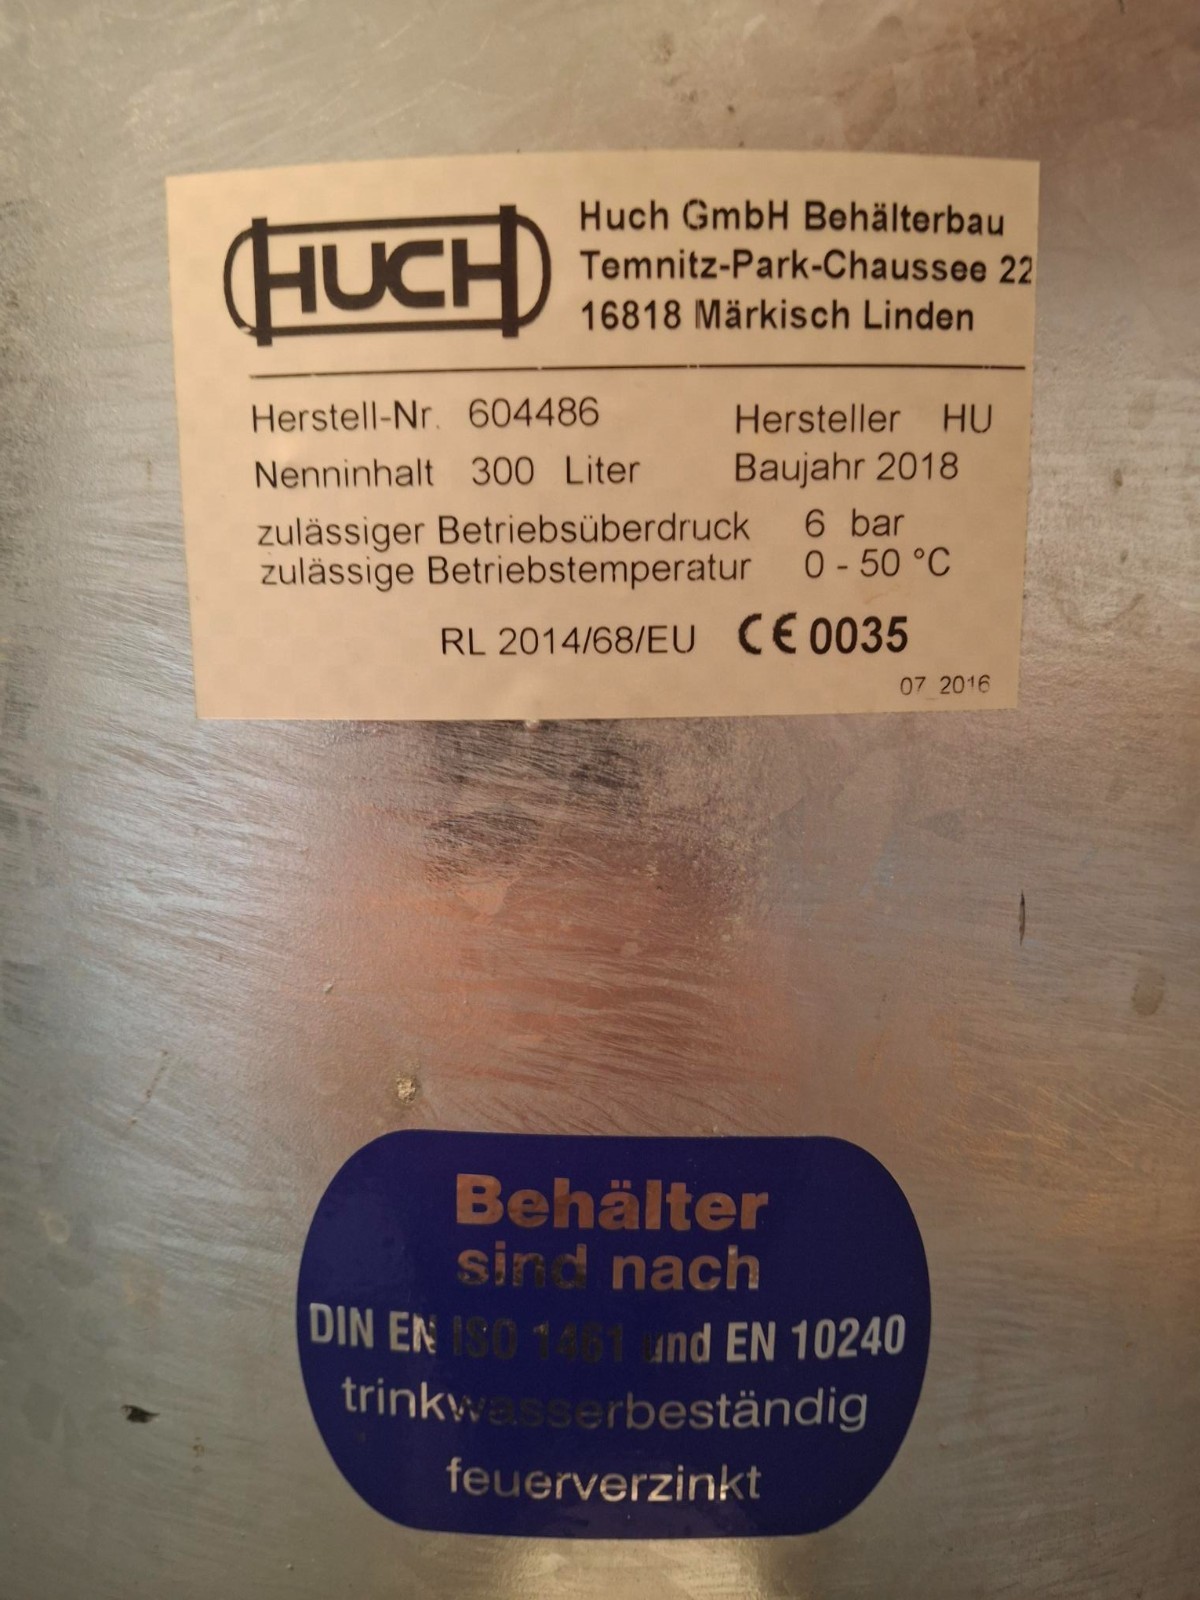 HUCH
Huch GmbH Behälterbau
Temnitz-Park-Chaussee 22
16818 Märkisch Linden
Herstell-Nr. 604486 Hersteller HU
Nenninhalt 300 Liter Baujahr 2018
zulässiger Betriebsüberdruck 6 bar
zulässige Betriebstemperatur 0 - 50 °C
RL 2014/68/EU CE 0035
07_2016
Behälter
sind nach
DIN EN ISO 1461 und EN 10240
trinkwasserbeständig
feuerverzinkt